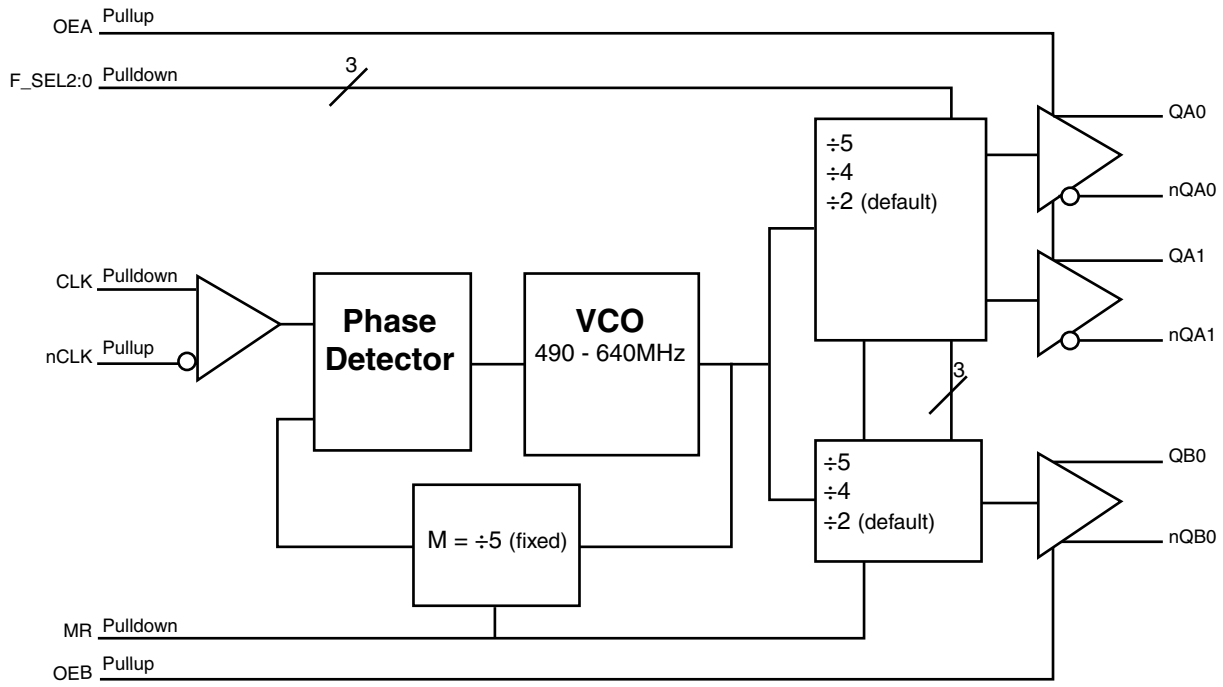 OEA Pullup
F_SEL2:0 Pulldown
3
QA0
÷5
÷4
÷2 (default)
nQA0
QA1
CLK Pulldown
Phase
Detector
VCO
490 - 640MHz
nCLK Pullup
nQA1
3
QB0
÷5
÷4
÷2 (default)
M = ÷5 (fixed)
nQB0
MR Pulldown
OEB Pullup